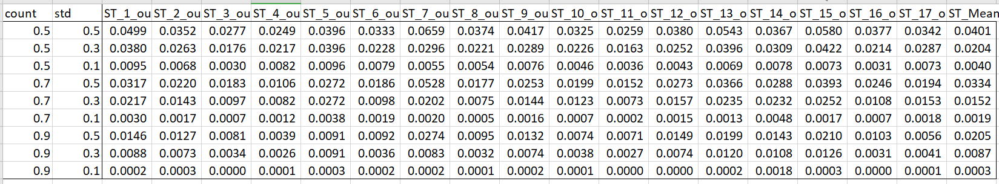 count std ST_1_ou ST_2_ou ST_3_ou ST_4_ou ST_5_ou ST_6_ou ST_7_ou ST_8_ou ST_9_ou ST_10_o ST_11_o ST_12_o ST_13_o ST_14_o ST_15_o ST_16_o ST_17_o ST_Mean
0.5 0.5 0.0499 0.0352 0.0277 0.0249 0.0396 0.0333 0.0659 0.0374 0.0417 0.0325 0.0259 0.0380 0.0543 0.0367 0.0580 0.0377 0.0342 0.0401
0.5 0.3 0.0380 0.0263 0.0176 0.0217 0.0396 0.0228 0.0296 0.0221 0.0289 0.0226 0.0163 0.0252 0.0396 0.0309 0.0422 0.0214 0.0287 0.0204
0.5 0.1 0.0095 0.0068 0.0030 0.0082 0.0096 0.0079 0.0055 0.0054 0.0076 0.0046 0.0036 0.0043 0.0069 0.0078 0.0073 0.0031 0.0073 0.0040
0.7 0.5 0.0317 0.0220 0.0183 0.0106 0.0272 0.0186 0.0528 0.0177 0.0253 0.0199 0.0152 0.0273 0.0366 0.0288 0.0393 0.0246 0.0194 0.0334
0.7 0.3 0.0217 0.0143 0.0097 0.0082 0.0272 0.0098 0.0202 0.0075 0.0144 0.0123 0.0073 0.0157 0.0235 0.0232 0.0252 0.0108 0.0153 0.0152
0.7 0.1 0.0030 0.0017 0.0007 0.0012 0.0038 0.0019 0.0020 0.0005 0.0016 0.0007 0.0002 0.0015 0.0013 0.0048 0.0017 0.0007 0.0018 0.0019
0.9 0.5 0.0146 0.0127 0.0081 0.0039 0.0091 0.0092 0.0274 0.0095 0.0132 0.0074 0.0071 0.0149 0.0199 0.0143 0.0210 0.0103 0.0056 0.0205
0.9 0.3 0.0088 0.0073 0.0034 0.0026 0.0091 0.0036 0.0083 0.0032 0.0074 0.0038 0.0027 0.0074 0.0120 0.0108 0.0126 0.0031 0.0041 0.0087
0.9 0.1 0.0002 0.0003 0.0000 0.0001 0.0003 0.0002 0.0002 0.0001 0.0002 0.0001 0.0000 0.0000 0.0002 0.0018 0.0003 0.0000 0.0001 0.0003